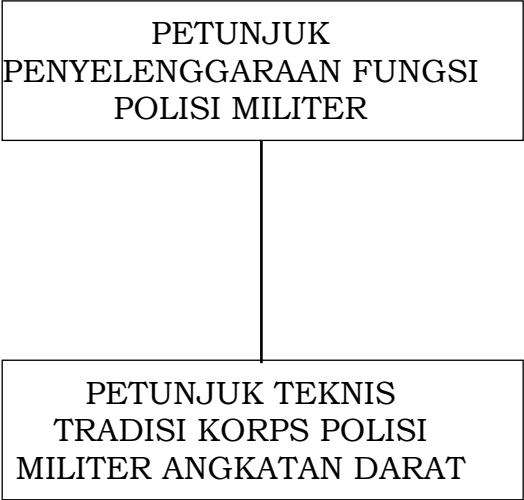 PETUNJUK
PENYELENGGARAAN FUNGSI
POLISI MILITER
PETUNJUK TEKNIS
TRADISI KORPS POLISI
MILITER ANGKATAN DARAT